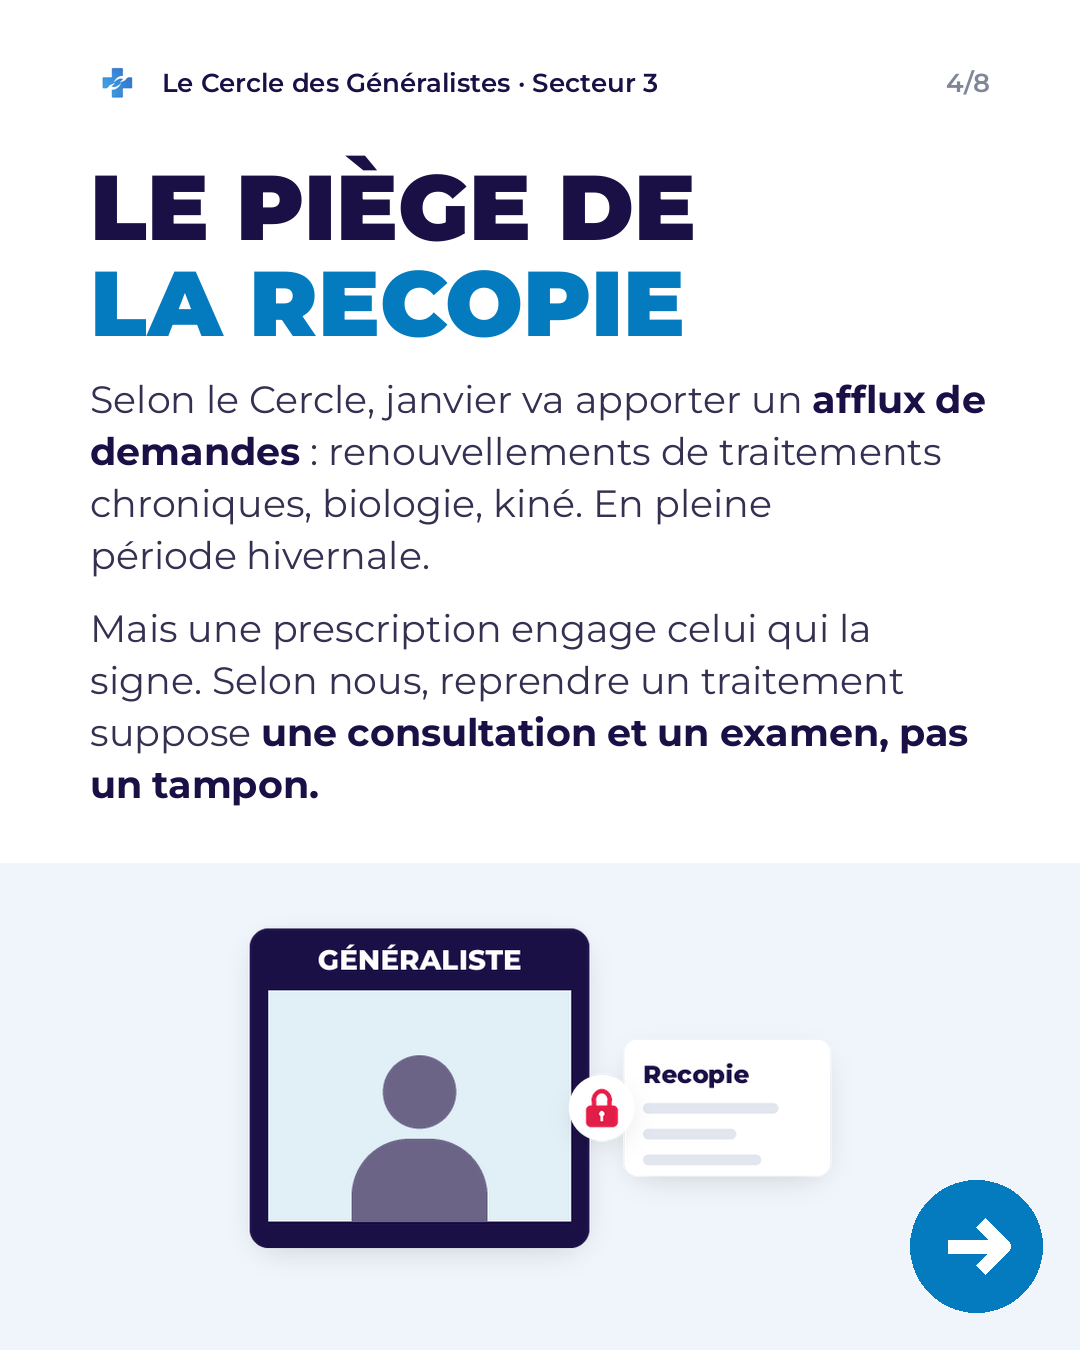 Le Cercle des Généralistes · Secteur 3
4/8
LE PIÈGE DE
LA RECOPIE
Selon le Cercle, janvier va apporter un afflux de
demandes : renouvellements de traitements
chroniques, biologie, kiné. En pleine
période hivernale.
Mais une prescription engage celui qui la
signe. Selon nous, reprendre un traitement
suppose une consultation et un examen, pas
un tampon.
GÉNÉRALISTE
Recopie